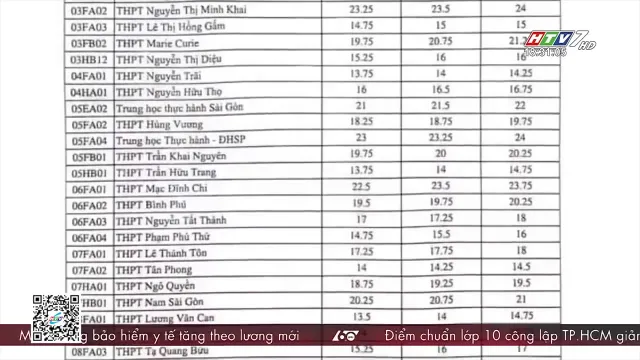 03FA02 THPT Nguyễn Thị Minh Khai 23.25 23.5 24
03FA03 THPT Lê Thị Hồng Gấm 14.75 15 15
03FB02 THPT Marie Curie 19.75 20.75
HTV7 HD
03HB12 THPT Nguyễn Thị Diệu 15.25 16 16
04FA01 THPT Nguyễn Trãi 13.75 14 14.25
04HA01 THPT Nguyễn Hữu Thọ 16 16.5 16.75
05EA02 Trung học thực hành Sài Gòn 21 21.5 22
05FA02 THPT Hùng Vương 18.25 18.75 19.75
05FA04 Trung học Thực hành - ĐHSP 23 23.25 24
05FB01 THPT Trần Khai Nguyên 19.75 20 20.25
05HB01 THPT Trần Hữu Trang 13.75 14 14.75
06FA01 THPT Mạc Đĩnh Chi 22.5 23.5 23.75
06FA02 THPT Bình Phú 19.5 19.75 20.25
06FA03 THPT Nguyễn Tất Thành 17 17.25 18
06FA04 THPT Phạm Phú Thứ 14.75 15.5 16
07FA01 THPT Lê Thánh Tôn 17.25 17.75 18
07FA02 THPT Tân Phong 14 14.25 14.5
07HA01 THPT Ngô Quyền 18.75 19.25 19.5
HB01 THPT Nam Sài Gòn 20.25 20.75 21
FA01 THPT Lương Văn Can 13.5 14 14.75
bảo hiểm y tế tăng theo lương mới Điểm chuẩn lớp 10 công lập TP.HCM giả
08FA03 THPT Tạ Quang Bửu 15.25 16 17